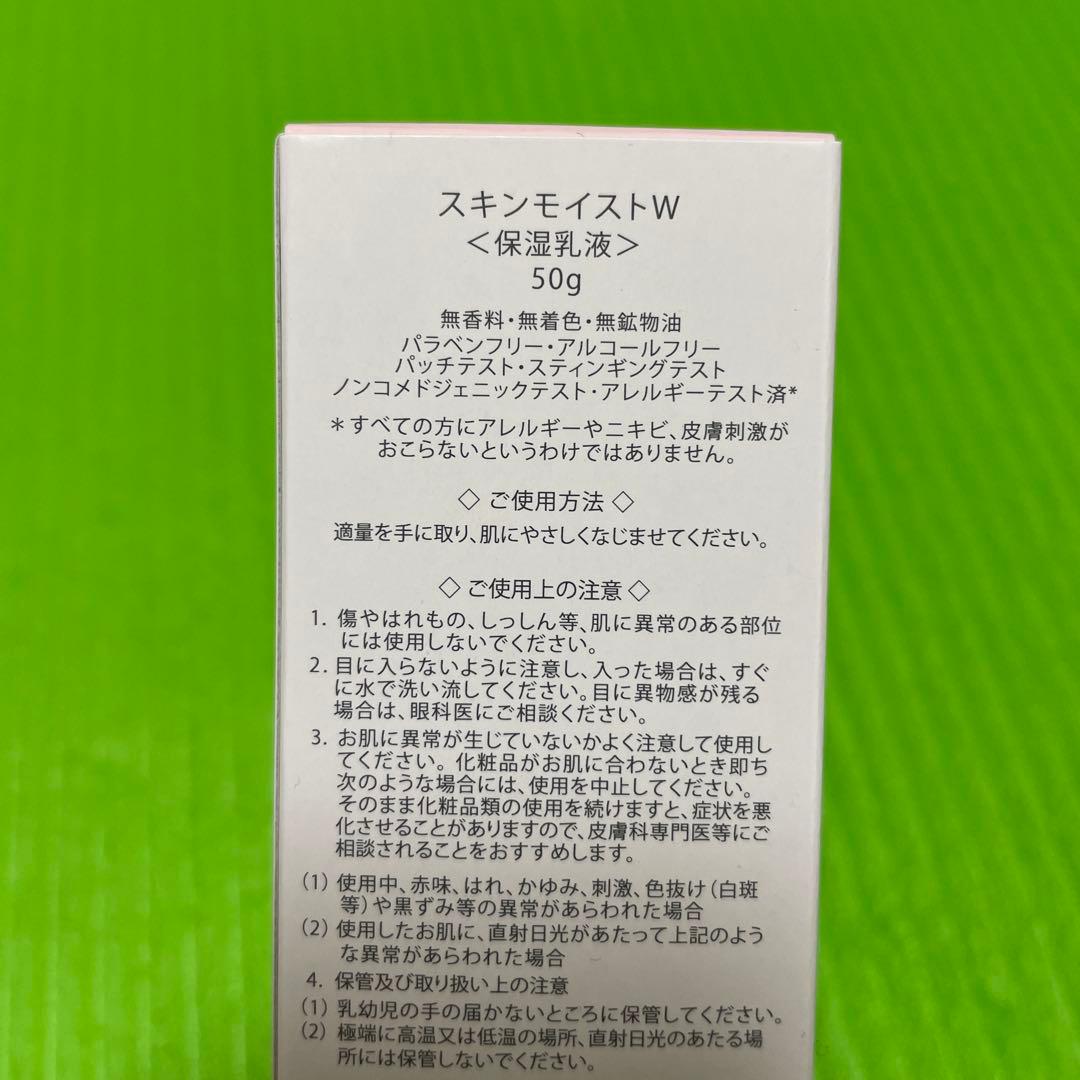 スキンモイストW
＜保湿乳液＞
50g
無香料・無着色・無鉱物油
パラベンフリー・アルコールフリー
パッチテスト・スティンギングテスト
ノンコメドジェニックテスト・アレルギーテスト済*
＊すべての方にアレルギーやニキビ、皮膚刺激が
おこらないというわけではありません。
◇ ご使用方法 ◇
適量を手に取り、肌にやさしくなじませてください。
◇ ご使用上の注意 ◇
1. 傷やはれもの、しっしん等、肌に異常のある部位
には使用しないでください。
2. 目に入らないように注意し、入った場合は、すぐ
に水で洗い流してください。目に異物感が残る
場合は、眼科医にご相談ください。
3. お肌に異常が生じていないかよく注意して使用し
てください。化粧品がお肌に合わないとき即ち
次のような場合には、使用を中止してください。
そのまま化粧品類の使用を続けますと、症状を悪
化させることがありますので、皮膚科専門医等にご
相談されることをおすすめします。
（1）使用中、赤味、はれ、かゆみ、刺激、色抜け（白斑
等）や黒ずみ等の異常があらわれた場合
（2）使用したお肌に、直射日光があたって上記のよう
な異常があらわれた場合
4. 保管及び取り扱い上の注意
（1）乳幼児の手の届かないところに保管してください。
（2）極端に高温又は低温の場所、直射日光のあたる場
所には保管しないでください。